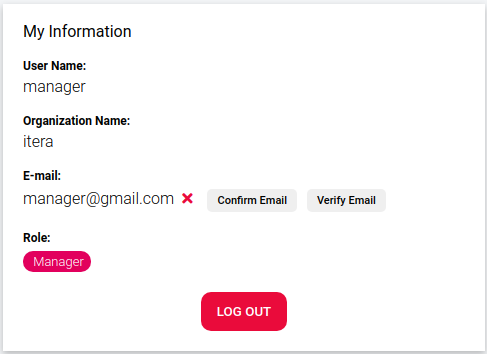 My Information
User Name:
manager
Organization Name:
itera
E-mail:
manager@gmail.com Confirm Email Verify Email
Role:
Manager
LOG OUT